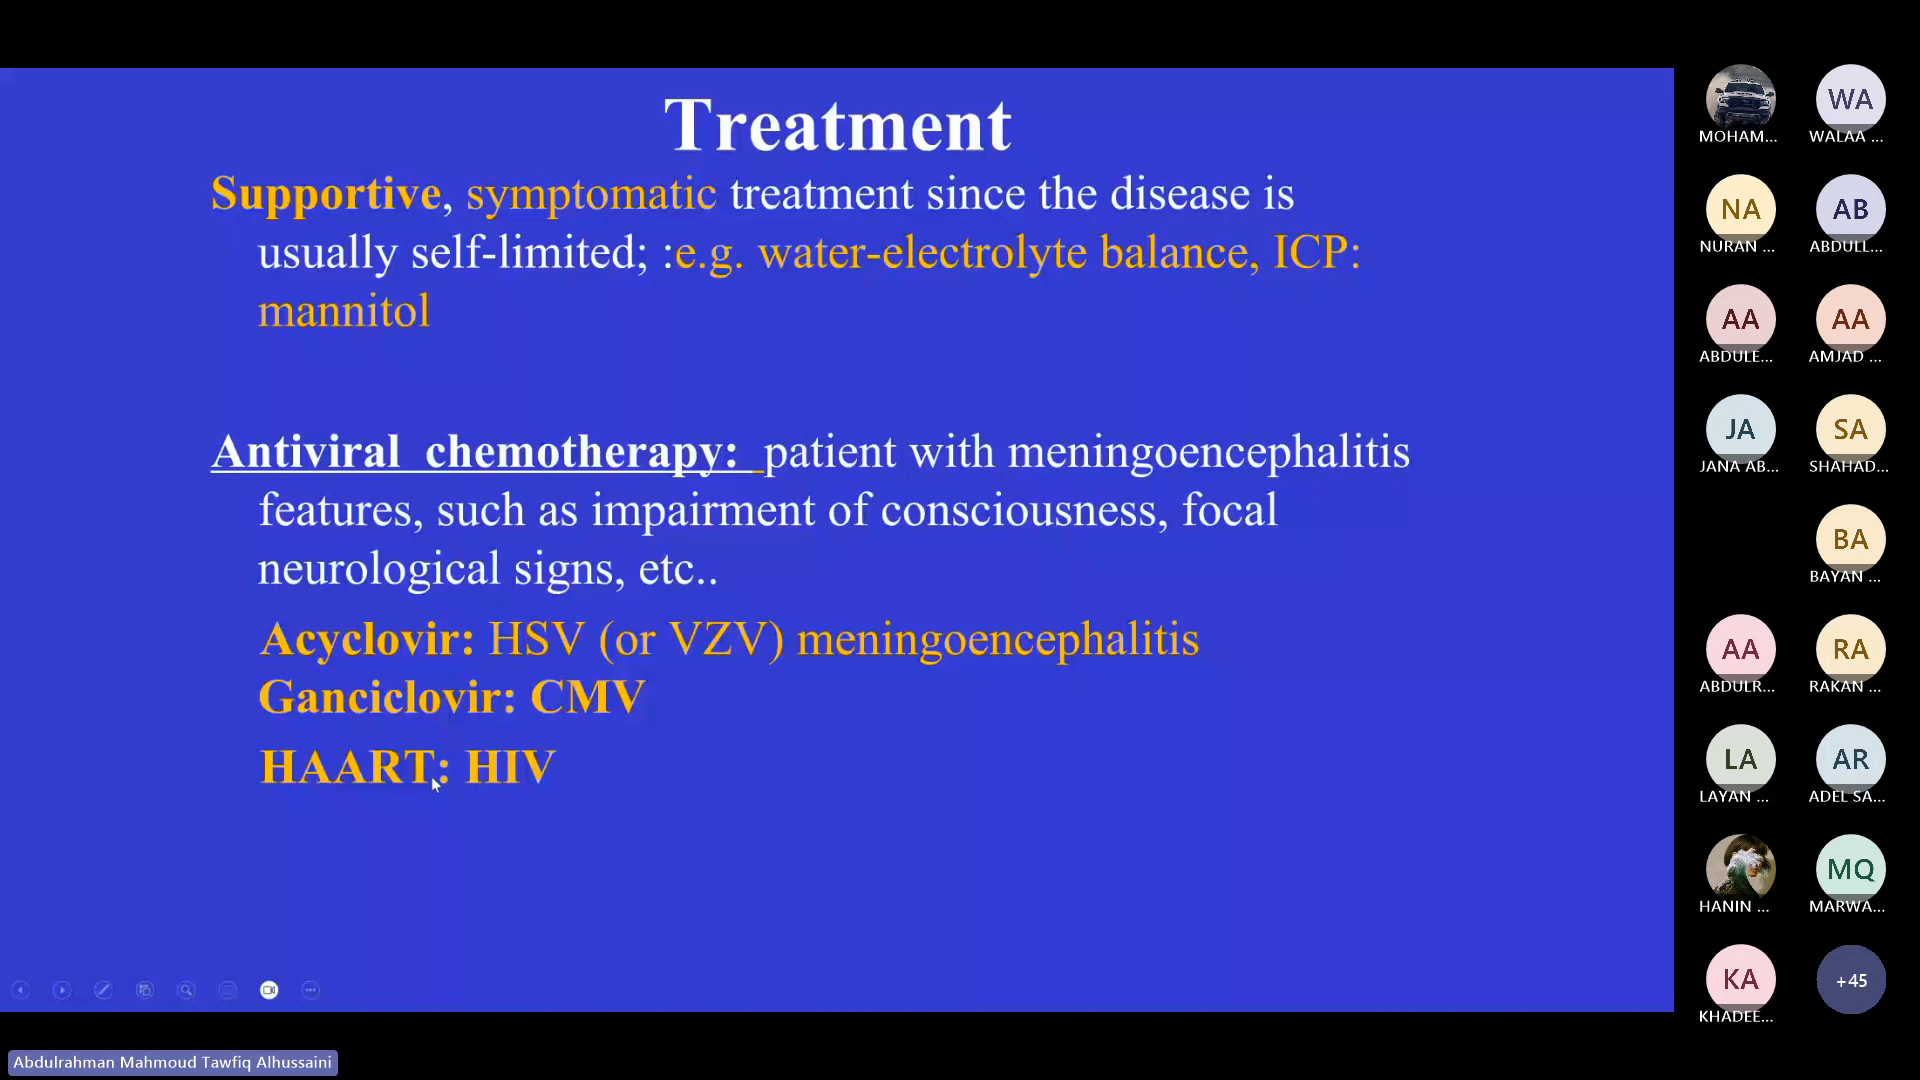 Treatment
Supportive, symptomatic treatment since the disease is
usually self-limited; :e.g. water-electrolyte balance, ICP:
mannitol
Antiviral chemotherapy: patient with meningoencephalitis
features, such as impairment of consciousness, focal
neurological signs, etc..
Acyclovir: HSV (or VZV) meningoencephalitis
Ganciclovir: CMV
HAART: HIV
MOHAM...
WA
WALAA ...
NA
NURAN ...
AB
ABDULL...
AA
ABDULE...
AA
AMJAD ...
JA
JANA AB...
SA
SHAHAD...
BA
BAYAN ...
AA
ABDULR...
RA
RAKAN ...
LA
LAYAN ...
AR
ADEL SA...
HANIN ...
MQ
MARWA...
KA
KHADEE...
+45
Abdulrahman Mahmoud Tawfiq Alhussaini